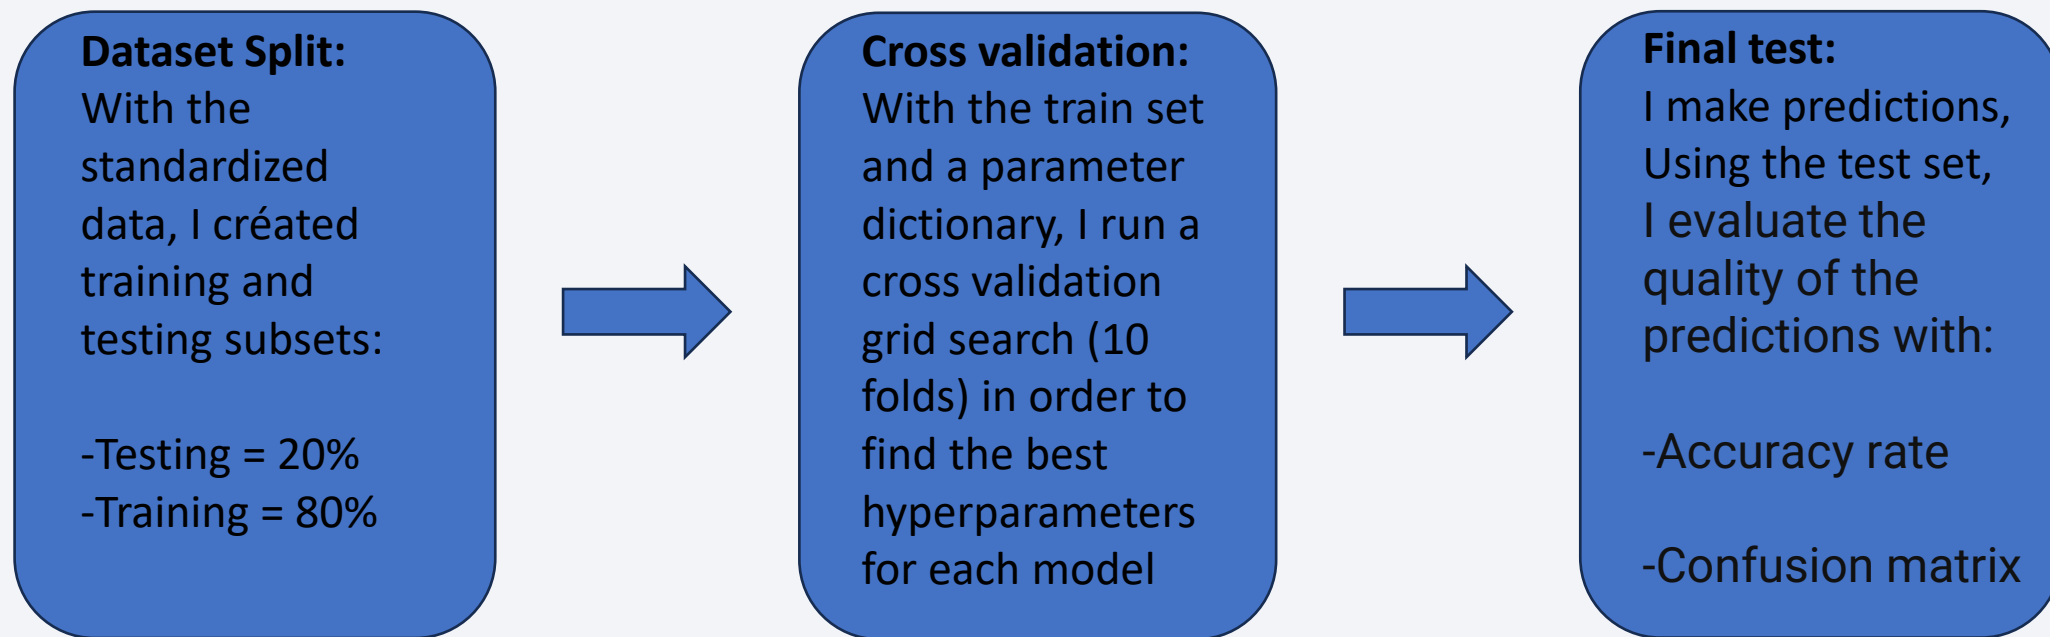 Dataset Split:
With the
standardized
data, I créated
training and
testing subsets:
-Testing = 20%
-Training = 80%
Cross validation:
With the train set
and a parameter
dictionary, I run a
cross validation
grid search (10
folds) in order to
find the best
hyperparameters
for each model
Final test:
I make predictions,
Using the test set,
I evaluate the
quality of the
predictions with:
-Accuracy rate
-Confusion matrix